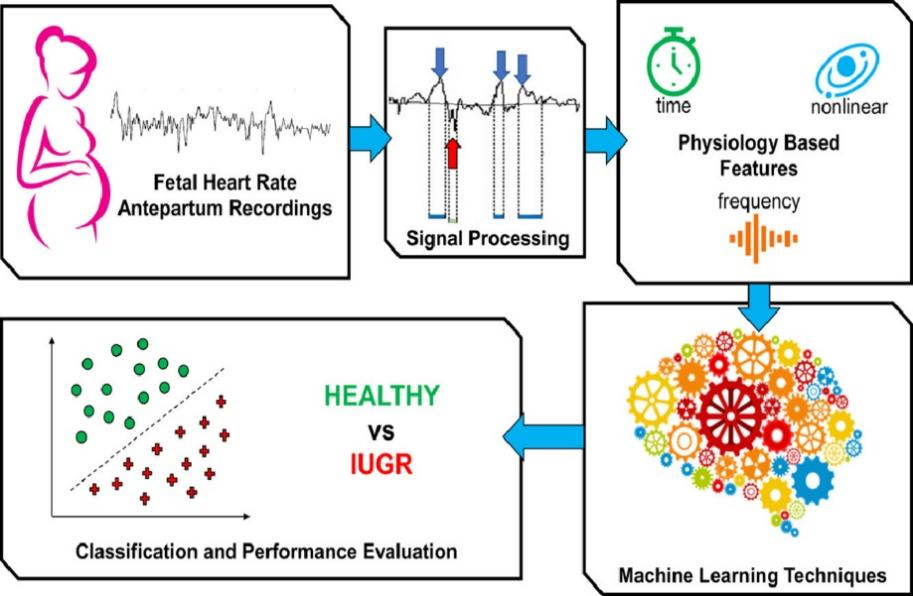 Fetal Heart Rate
Antepartum Recordings
Signal Processing
time
nonlinear
Physiology Based
Features
frequency
Machine Learning Techniques
HEALTHY
vs
IUGR
Classification and Performance Evaluation